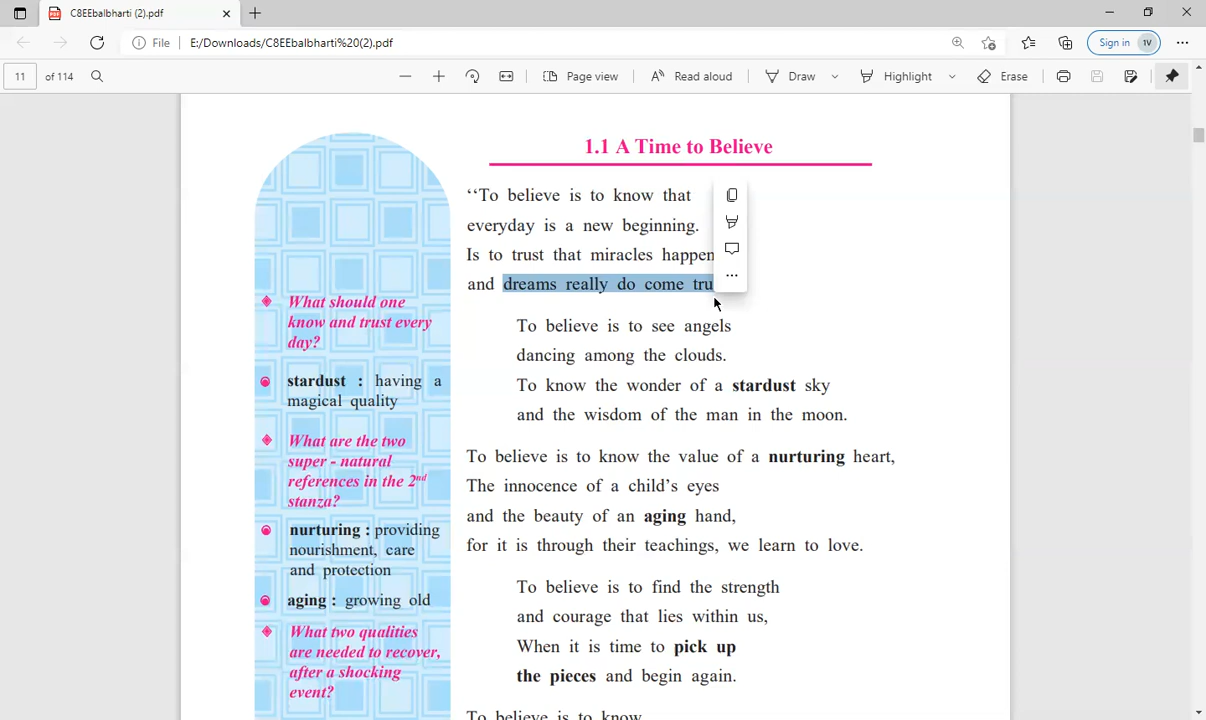 C8EEbalbharti (2).pdf
File
E:/Downloads/C8EEbalbharti%20(2).pdf
Sign in
1V
11 of 114
Page view
Read aloud
Draw
Highlight
Erase
1.1 A Time to Believe
What should one
know and trust every
day?
stardust : having a
magical quality
What are the two
super - natural
references in the 2nd
stanza?
nurturing : providing
nourishment, care
and protection
aging : growing old
What two qualities
are needed to recover,
after a shocking
event?
‘‘To believe is to know that
everyday is a new beginning.
Is to trust that miracles happen
and dreams really do come tru
To believe is to see angels
dancing among the clouds.
To know the wonder of a stardust sky
and the wisdom of the man in the moon.
To believe is to know the value of a nurturing heart,
The innocence of a child’s eyes
and the beauty of an aging hand,
for it is through their teachings, we learn to love.
To believe is to find the strength
and courage that lies within us,
When it is time to pick up
the pieces and begin again.
To believe is to know